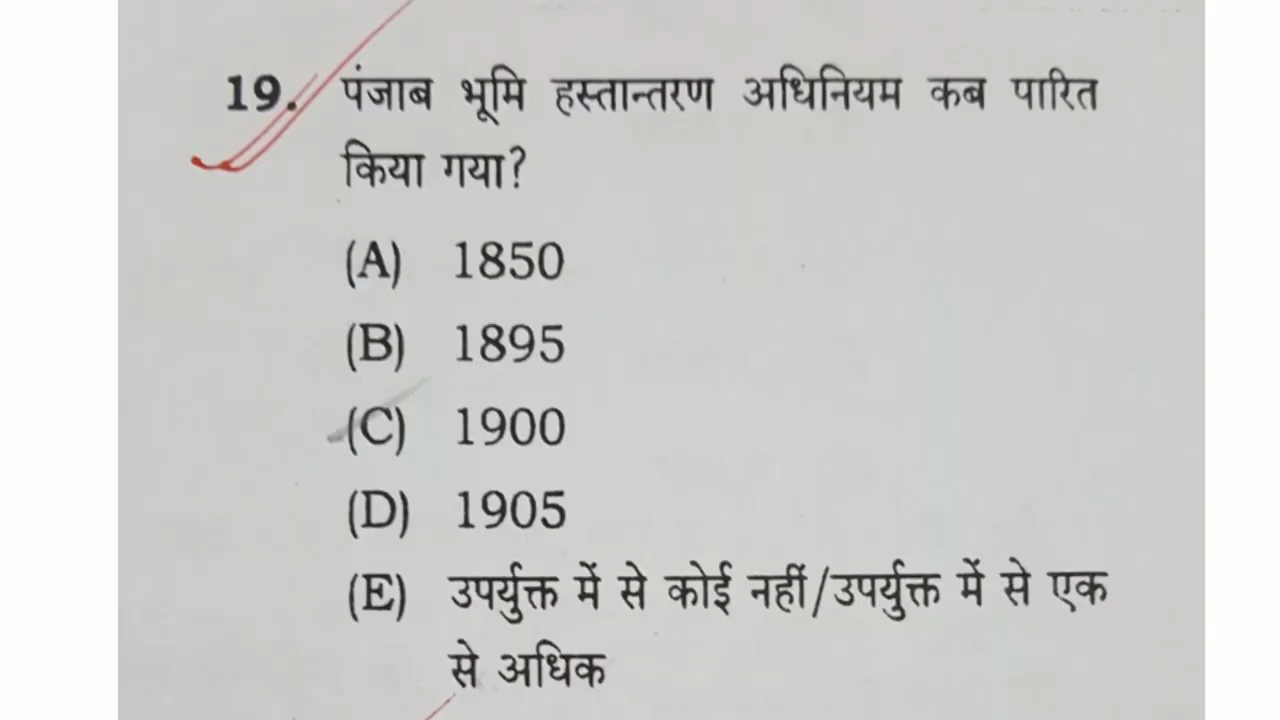 19. पंजाब भूमि हस्तान्तरण अधिनियम कब पारित
किया गया?
(A) 1850
(B) 1895
(C) 1900
(D) 1905
(E) उपर्युक्त में से कोई नहीं/उपर्युक्त में से एक
से अधिक